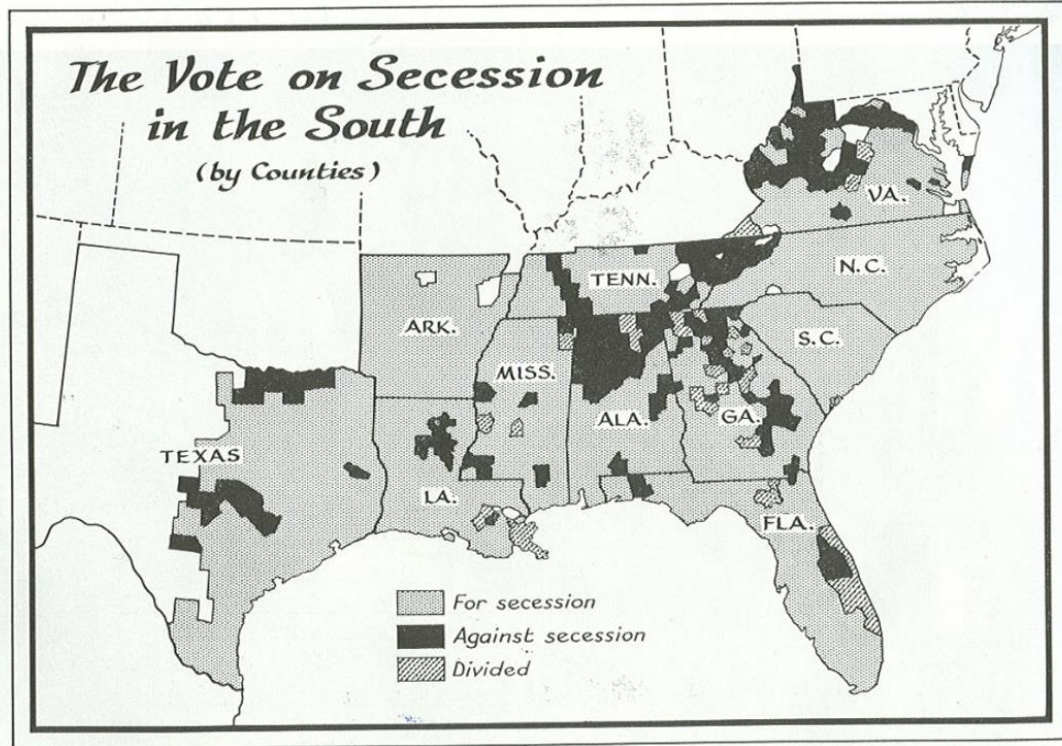 The Vote on Secession
in the South
(by Counties)
VA.
N.C.
TENN.
ARK.
S.C.
MISS.
ALA.
GA.
TEXAS
LA.
FLA.
For secession
Against secession
Divided